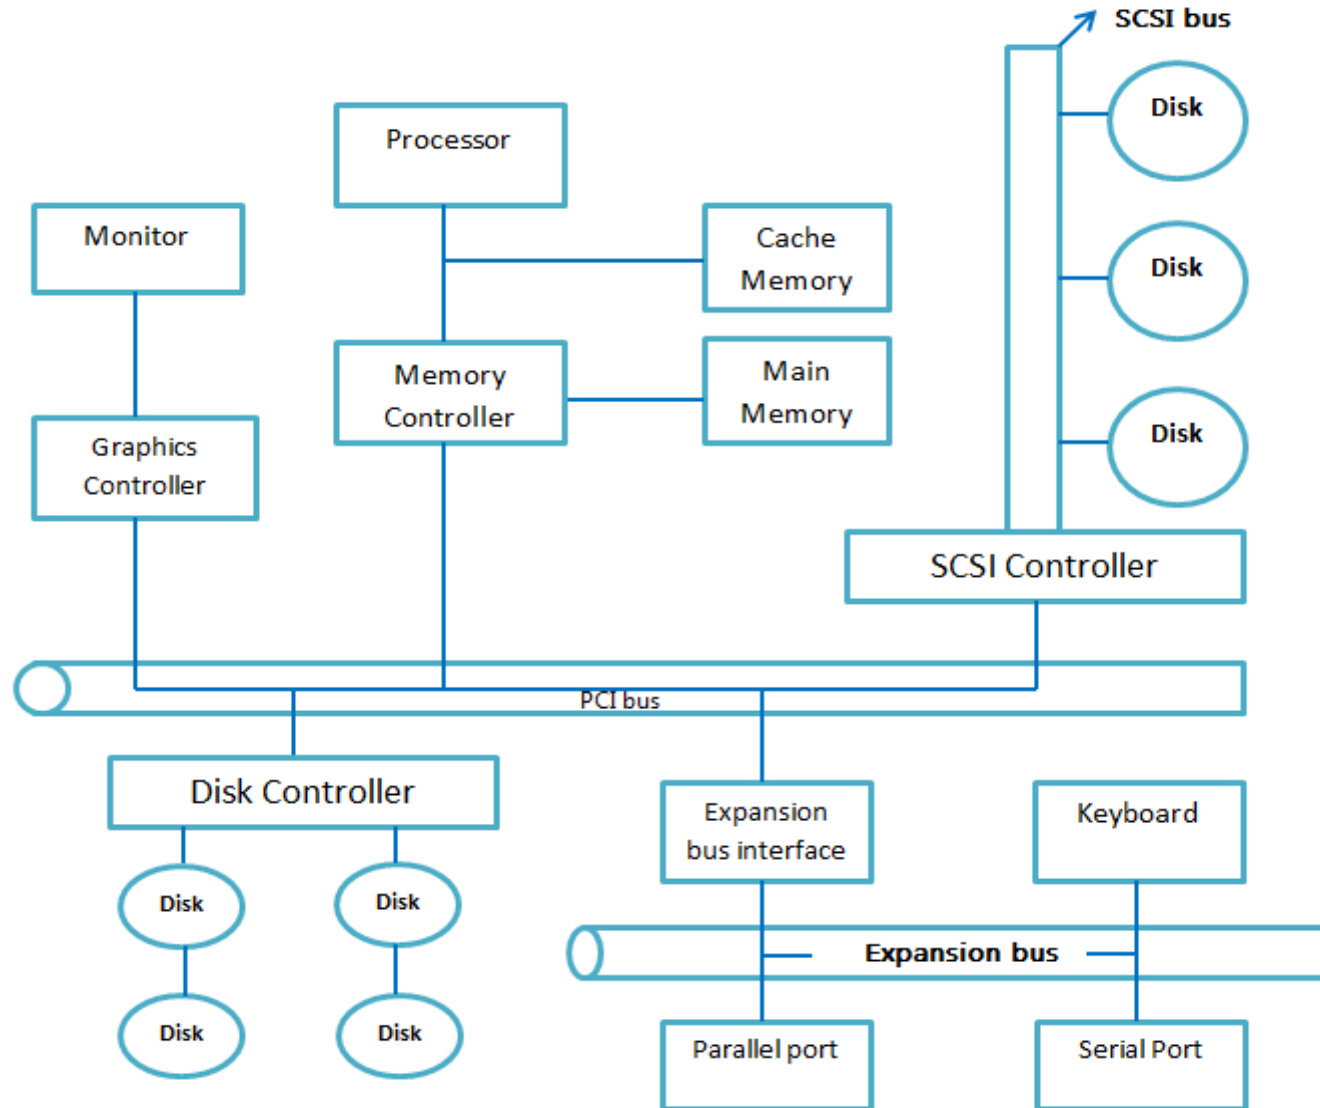 SCSI bus
Disk
Processor
Monitor
Cache
Memory
Disk
Memory
Controller
Main
Memory
Disk
Graphics
Controller
SCSI Controller
PCI bus
Disk Controller
Expansion
bus interface
Keyboard
Disk
Disk
Expansion bus
Disk
Disk
Parallel port
Serial Port